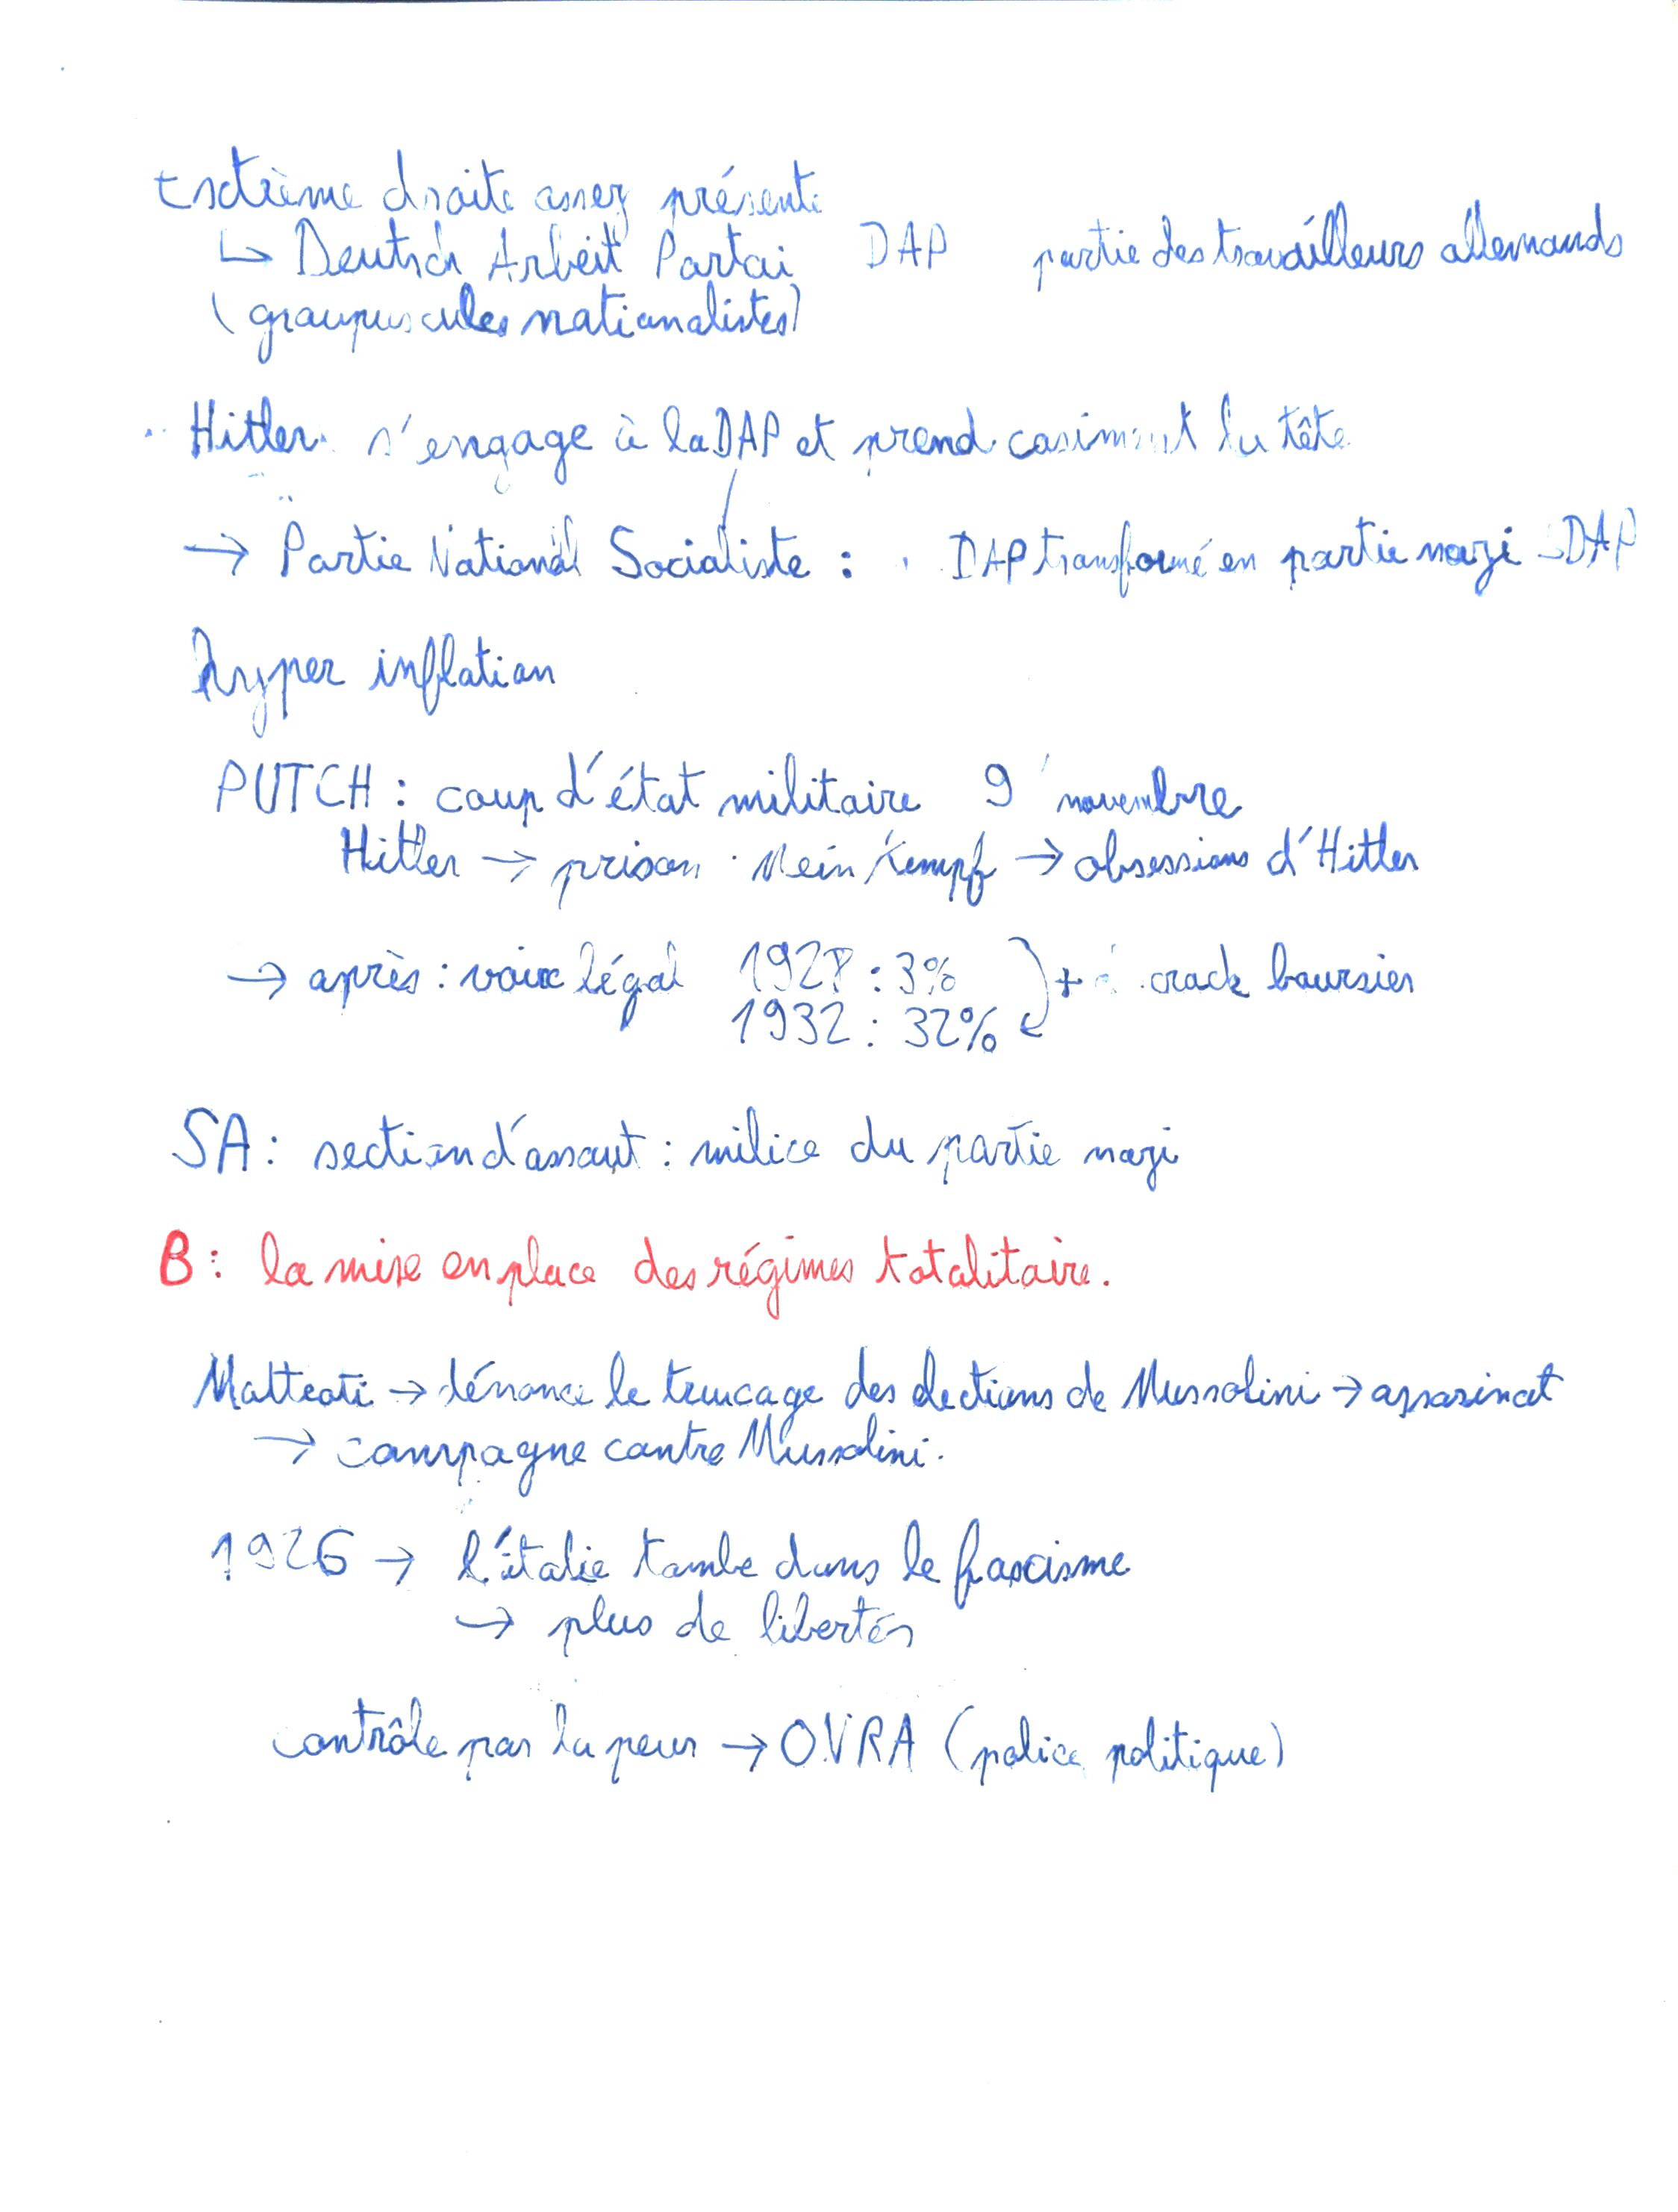 Extrème droite assez présente
↳ Deutsch Arbeit Partai DAP partie des travailleurs allemands
(groupuscules nationalistes)
Hitler s'engage à la DAP et prend casiment la tête
→ Partie National Socialiste : DAP transformé en partie nazi DAP
hyper inflation
PUTCH : coup d'état militaire 9 novembre
Hitler → prison Mein Kempf → obsessions d'Hitler
→ après : voix légal 1928 : 3% + crack boursier
1932 : 32%
SA : section d'assaut : milice du partie nazi
B : la mise en place des régimes totalitaire.
Matteoti → dénonce le trucage des élections de Mussolini → assasinat
→ campagne contre Mussolini.
1926 → l'italie tombe dans le fascisme
→ plus de libertés
contrôle par la peur → OVRA (police politique)